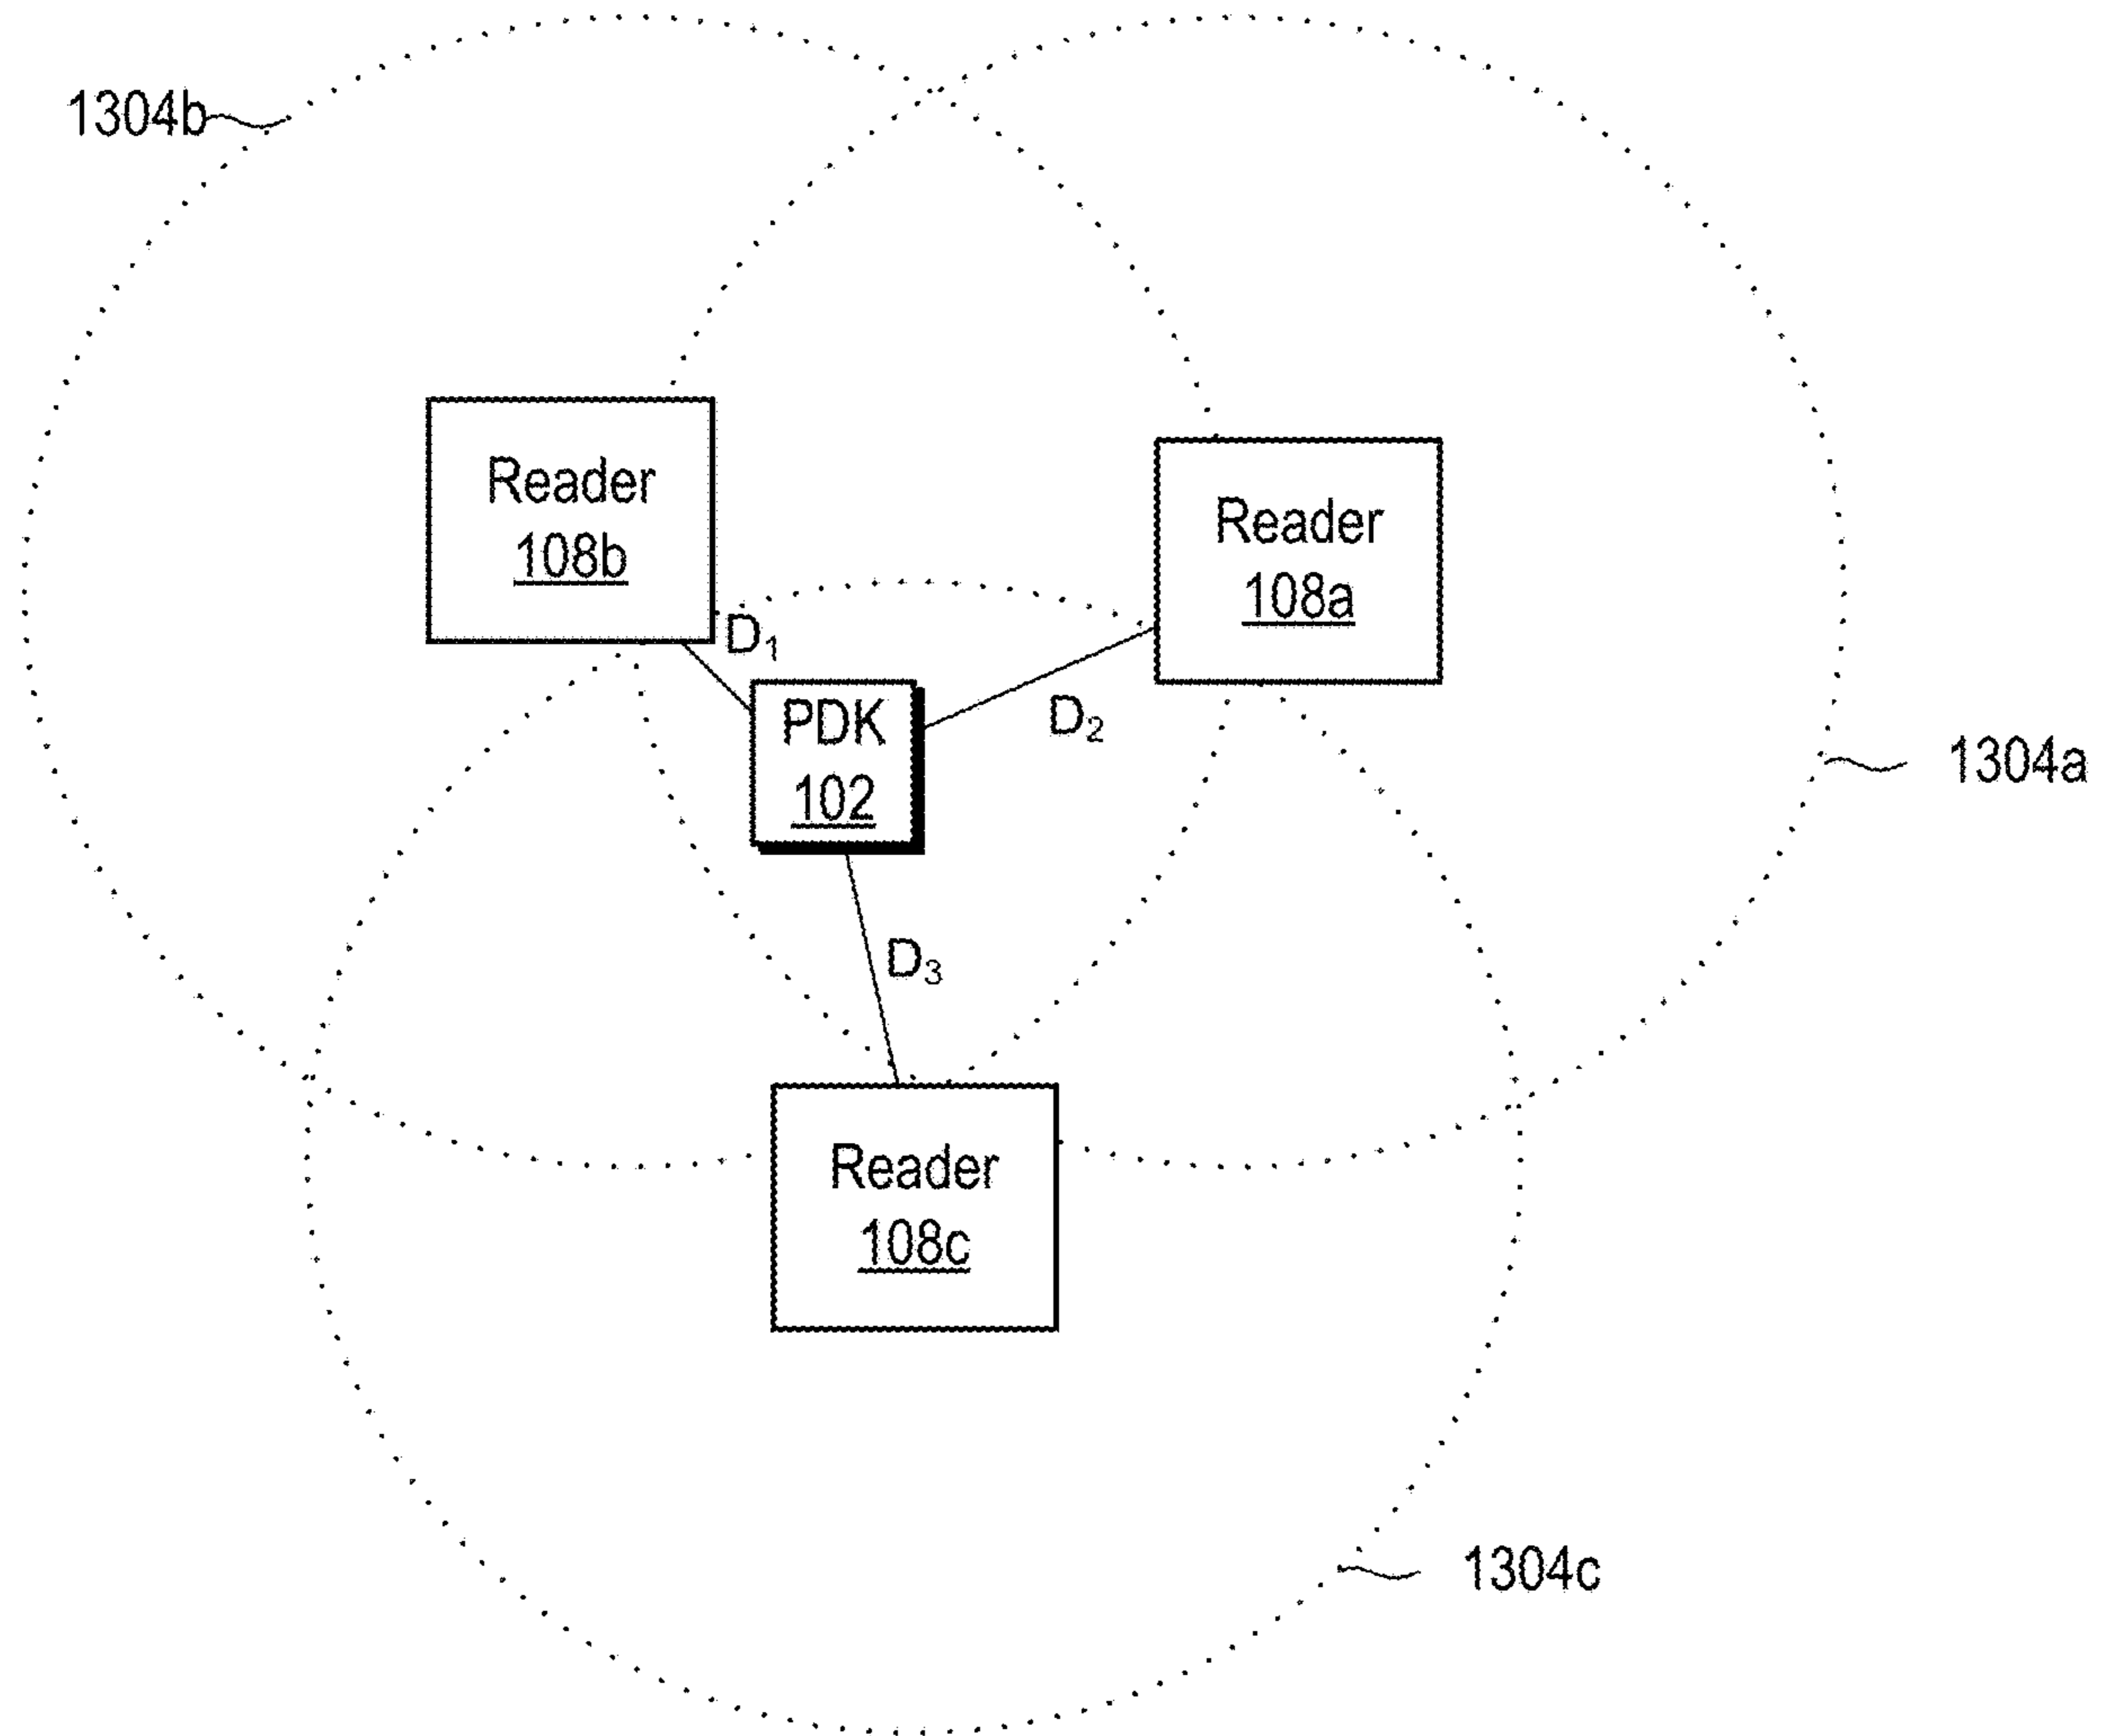 1304b
Reader
108b
Reader
108a
D₁
PDK
102
D₂
1304a
D₃
Reader
108c
1304c